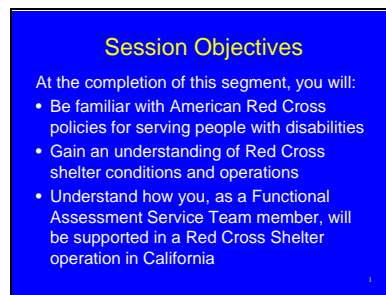 Session Objectives
At the completion of this segment, you will:
• Be familiar with American Red Cross
policies for serving people with disabilities
• Gain an understanding of Red Cross
shelter conditions and operations
• Understand how you, as a Functional
Assessment Service Team member, will
be supported in a Red Cross Shelter
operation in California
1